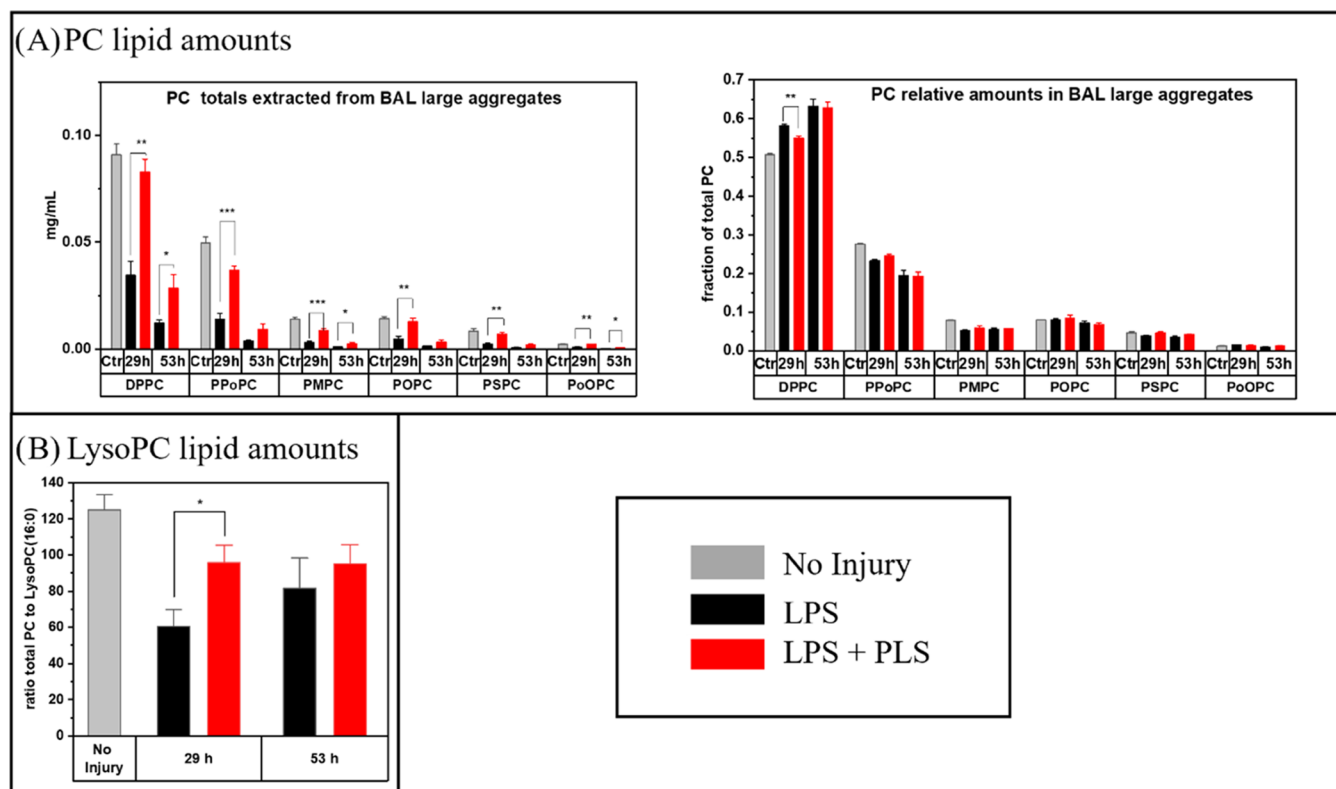 (A) PC lipid amounts
PC totals extracted from BAL large aggregates
mg/mL
0.10
0.05
0.00
** *** * *** * ** ** ** *
Ctr 29h 53h Ctr 29h 53h Ctr 29h 53h Ctr 29h 53h Ctr 29h 53h Ctr 29h 53h
DPPC PPoPC PMPC POPC PSPC PoOPC
PC relative amounts in BAL large aggregates
fraction of total PC
0.7
0.6
0.5
0.4
0.3
0.2
0.1
0.0
**
Ctr 29h 53h Ctr 29h 53h Ctr 29h 53h Ctr 29h 53h Ctr 29h 53h Ctr 29h 53h
DPPC PPoPC PMPC POPC PSPC PoOPC
(B) LysoPC lipid amounts
ratio total PC to LysoPC(16:0)
140
120
100
80
60
40
20
0
*
No Injury 29 h 53 h
No Injury
LPS
LPS + PLS